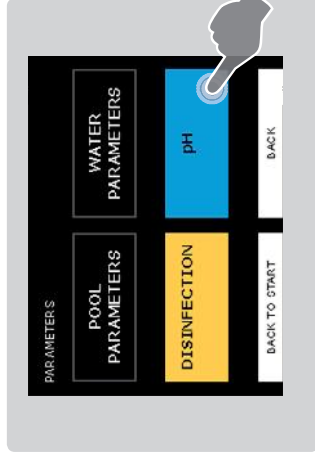 PARAMETERS
POOL
PARAMETERS
WATER
PARAMETERS
DISINFECTION
pH
BACK TO START
BACK